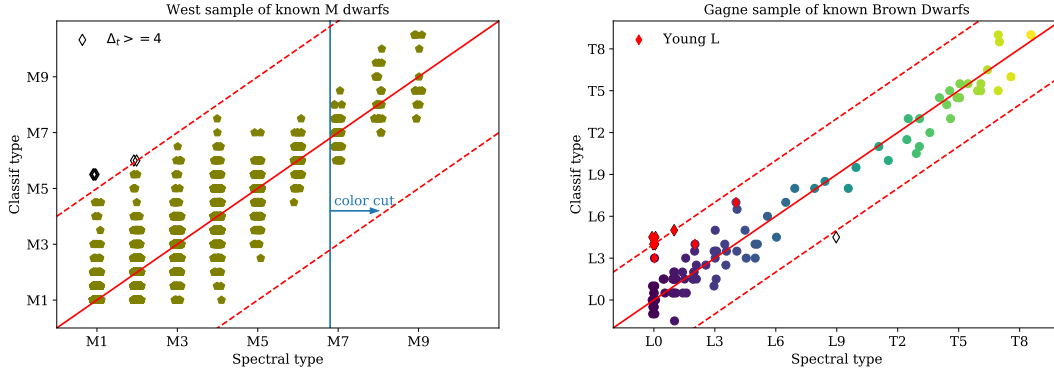 West sample of known M dwarfs
Δt >= 4
M9
M7
M5
M3
M1
Classif type
color cut
M1 M3 M5 M7 M9
Spectral type
Gagne sample of known Brown Dwarfs
Young L
T8
T5
T2
L9
L6
L3
L0
Classif type
L0 L3 L6 L9 T2 T5 T8
Spectral type